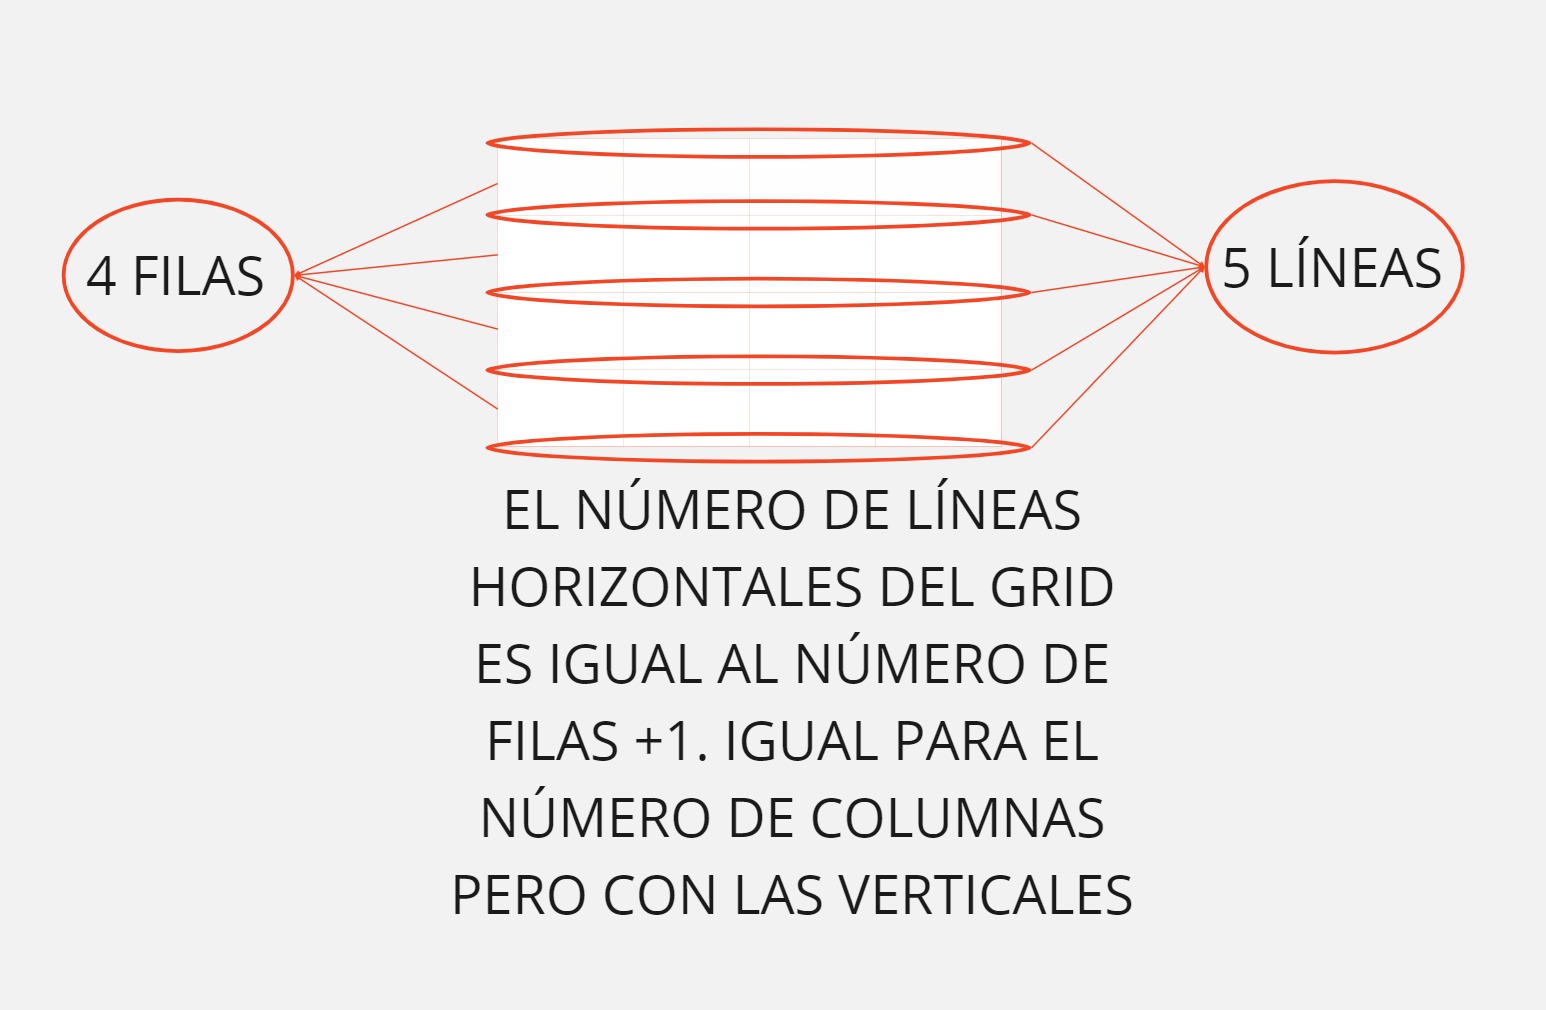 4 FILAS
5 LÍNEAS
EL NÚMERO DE LÍNEAS
HORIZONTALES DEL GRID
ES IGUAL AL NÚMERO DE
FILAS +1. IGUAL PARA EL
NÚMERO DE COLUMNAS
PERO CON LAS VERTICALES